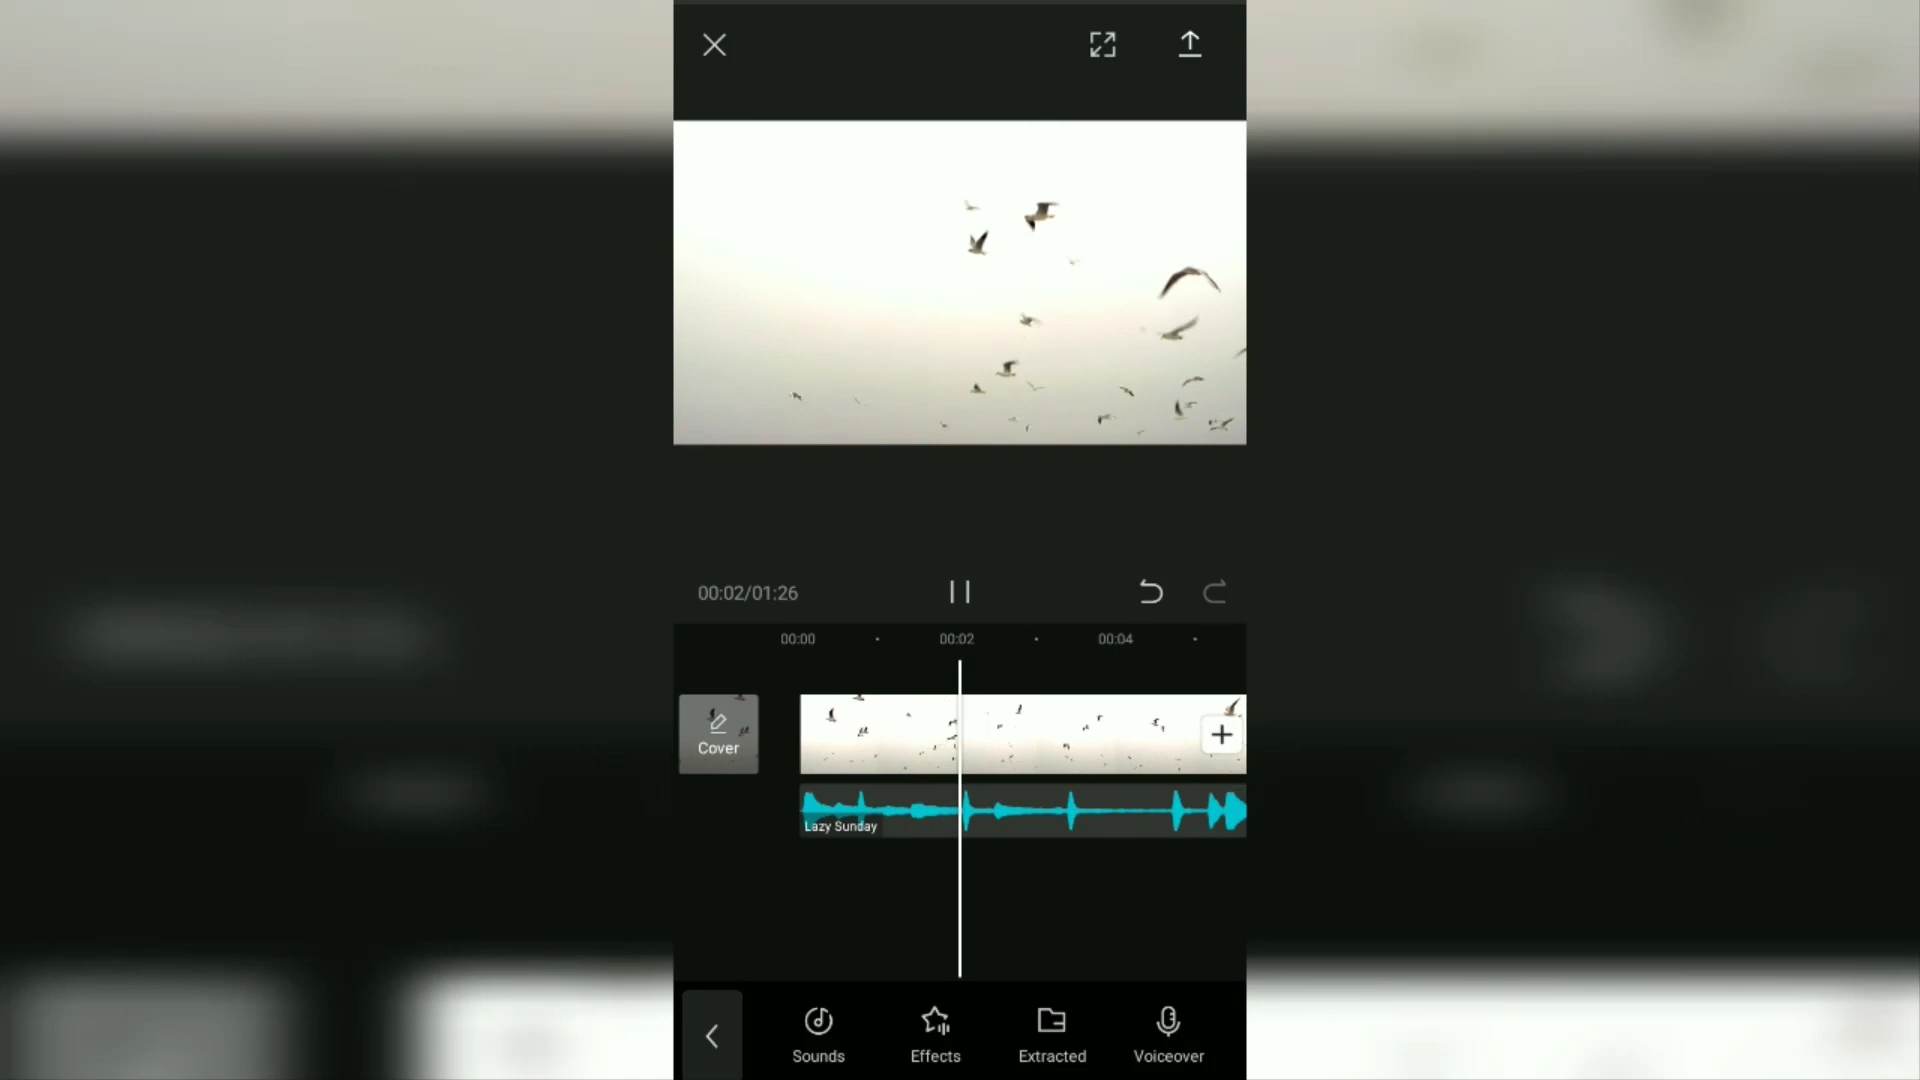 00:02/01:26
00:00
00:02
00:04
Cover
Lazy Sunday
Sounds
Effects
Extracted
Voiceover